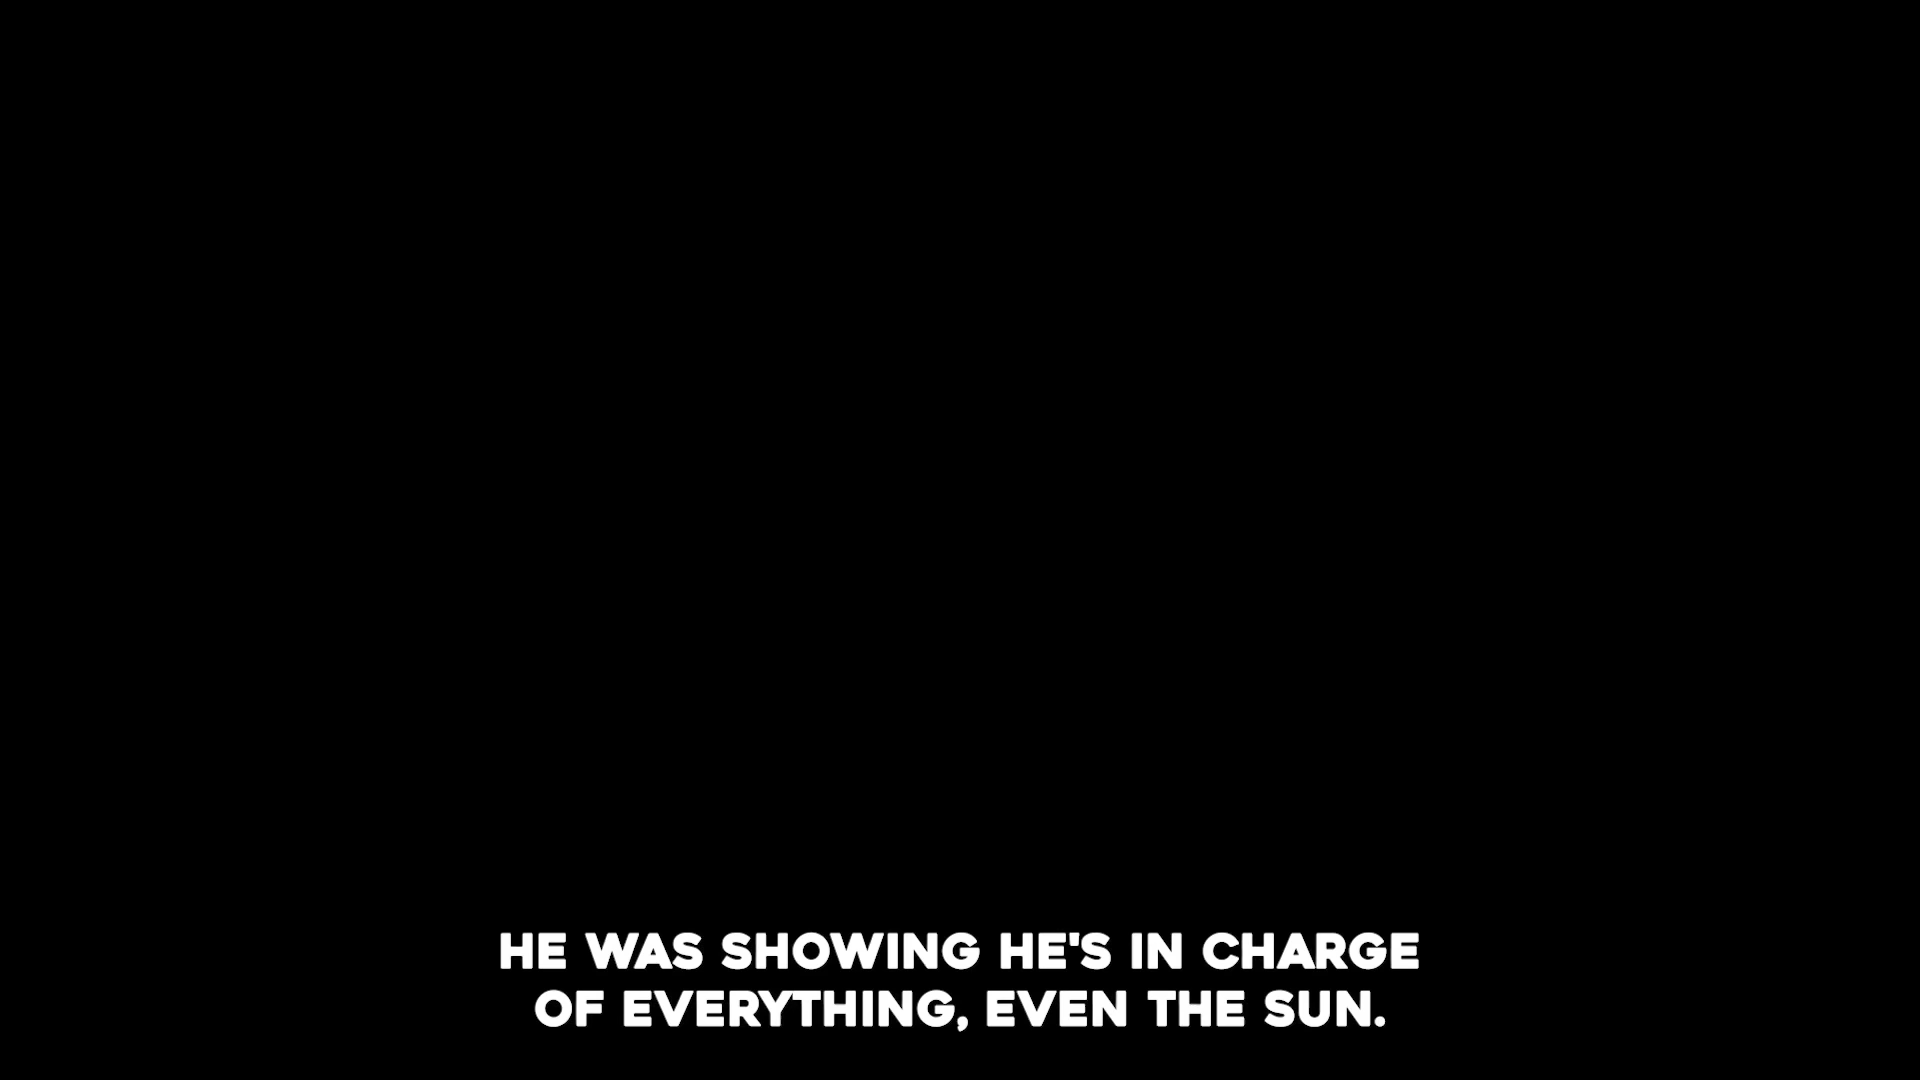 HE WAS SHOWING HE'S IN CHARGE
OF EVERYTHING, EVEN THE SUN.